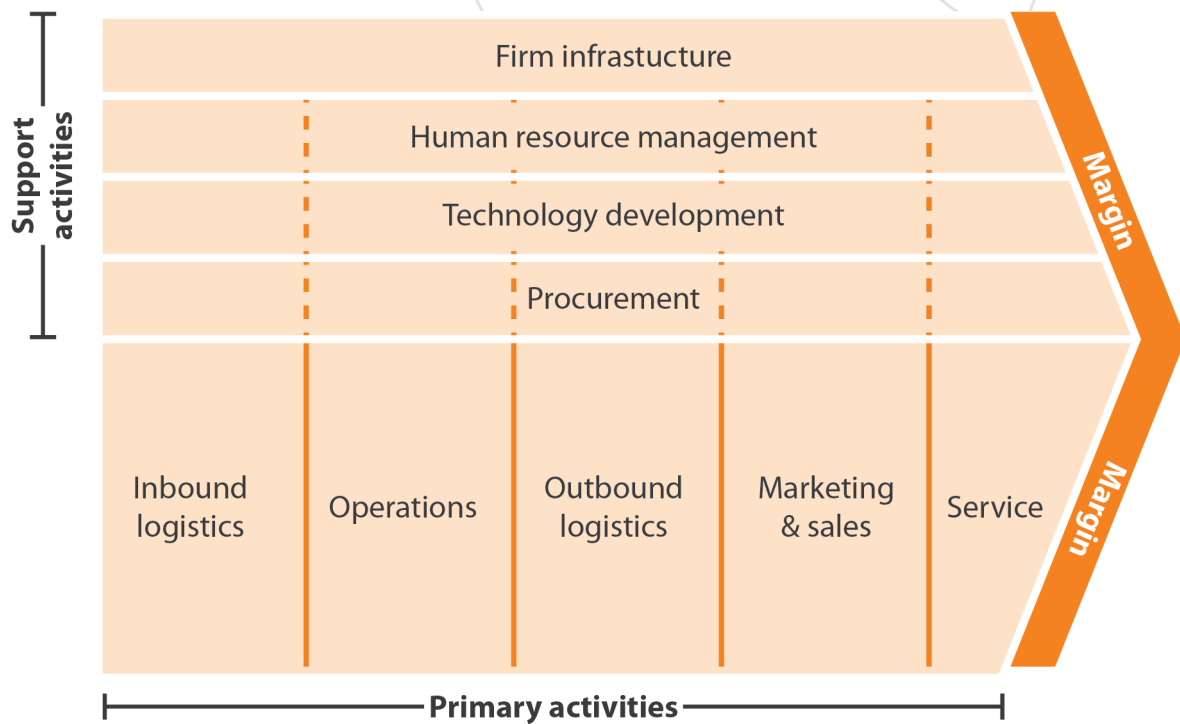 Support
activities
Firm infrastucture
Human resource management
Technology development
Procurement
Inbound
logistics
Operations
Outbound
logistics
Marketing
& sales
Service
Margin
Margin
Primary activities